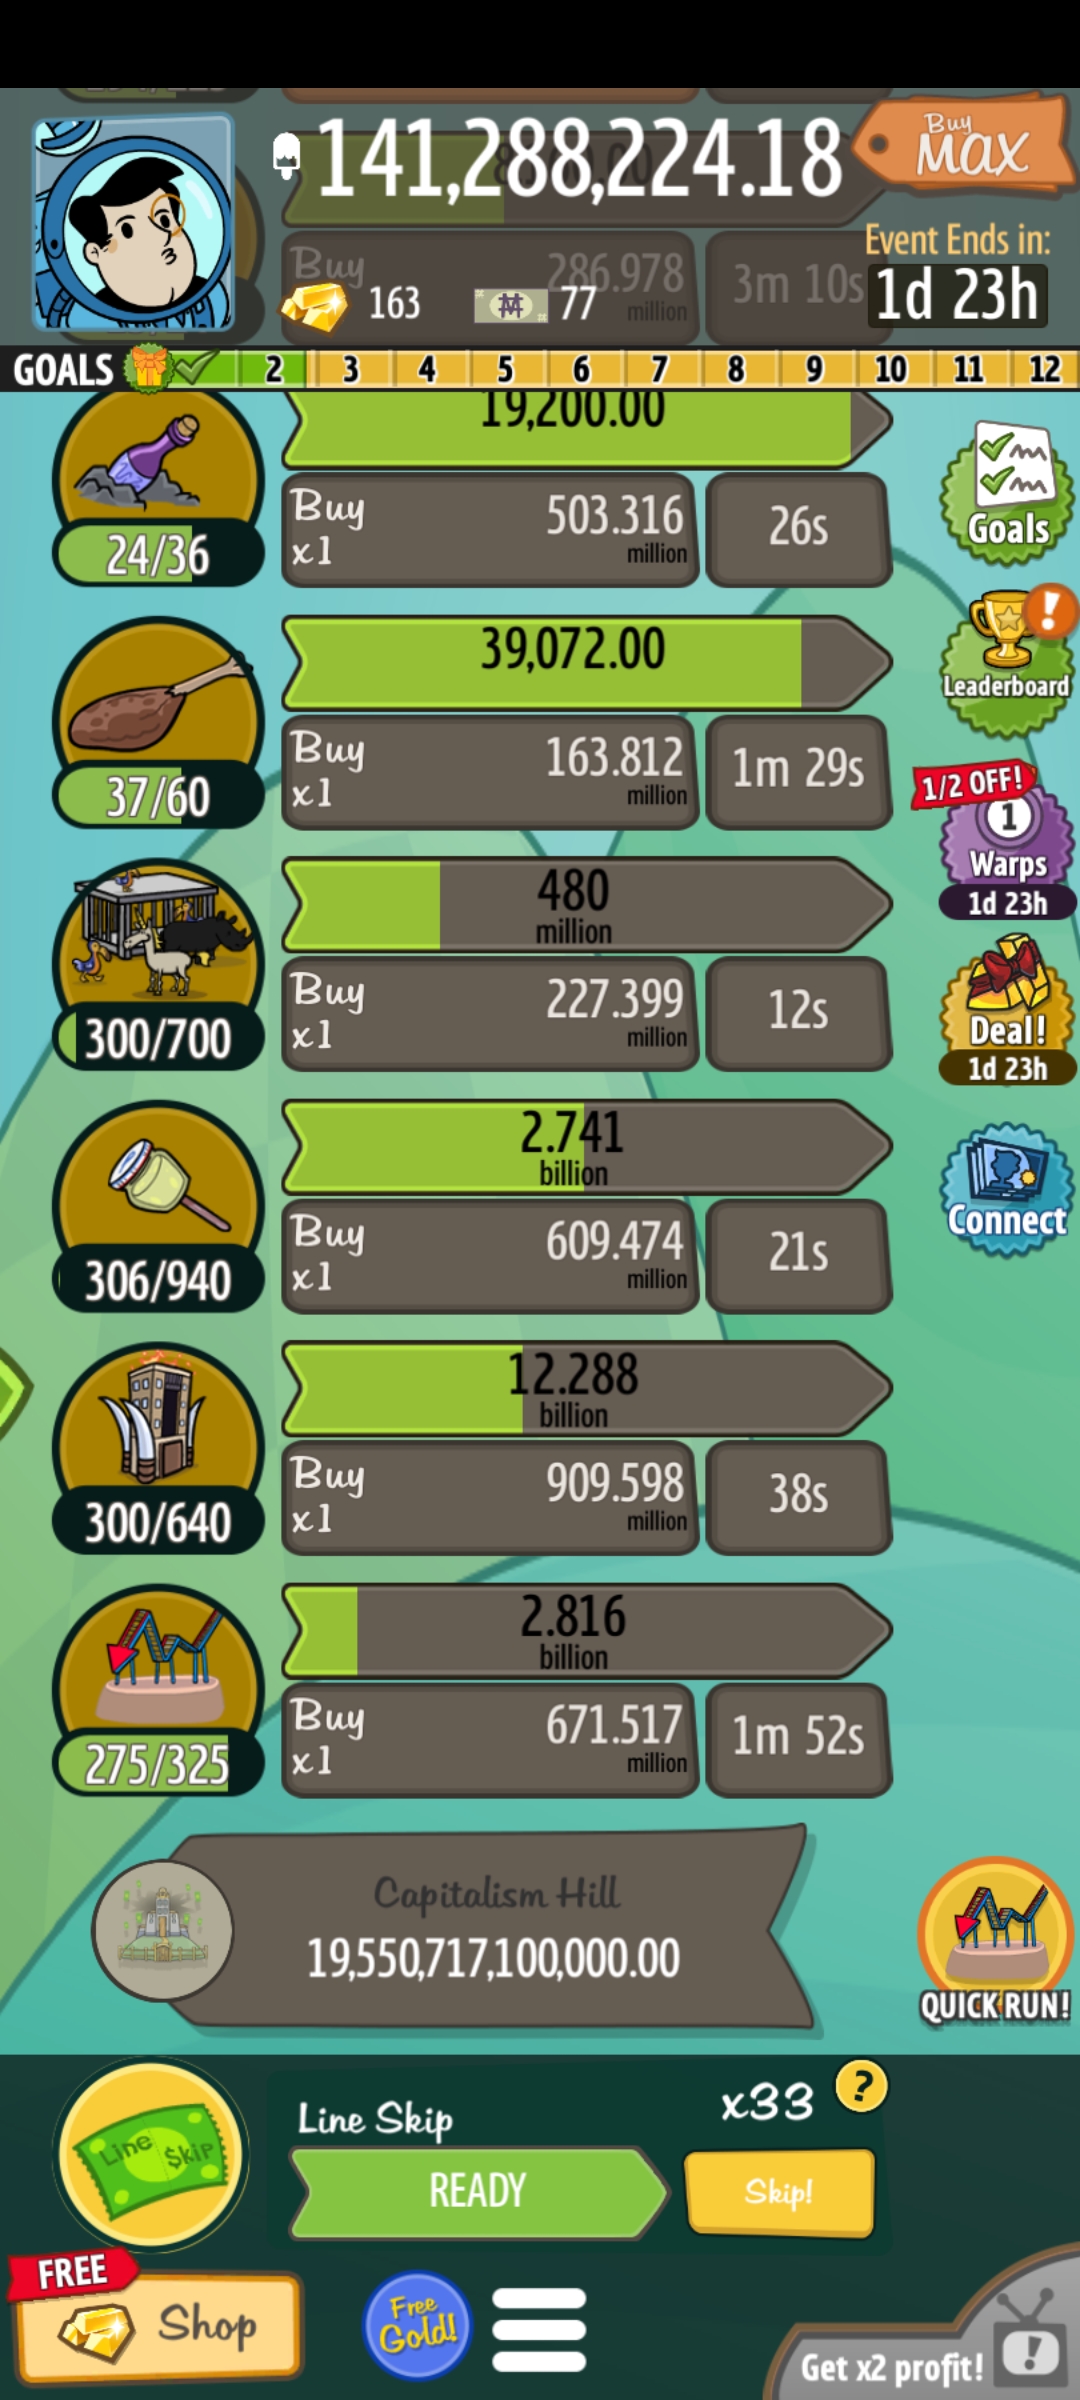 141,288,224.18
Buy
MAX
Buy
286.978
million
3m 10s
163
77
Event Ends in:
1d 23h
GOALS 2 3 4 5 6 7 8 9 10 11 12
19,200.00
24/36
Buy
x1
503.316
million
26s
Goals
39,072.00
37/60
Buy
x1
163.812
million
1m 29s
Leaderboard
!
1/2 OFF!
1
Warps
1d 23h
480
million
300/700
Buy
x1
227.399
million
12s
Deal!
1d 23h
2.741
billion
306/940
Buy
x1
609.474
million
21s
Connect
12.288
billion
300/640
Buy
x1
909.598
million
38s
2.816
billion
275/325
Buy
x1
671.517
million
1m 52s
Capitalism Hill
19,550,717,100,000.00
QUICK RUN!
Line $kip
Line Skip
x33
?
READY
Skip!
FREE
Shop
Free
Gold!
Get x2 profit!
!